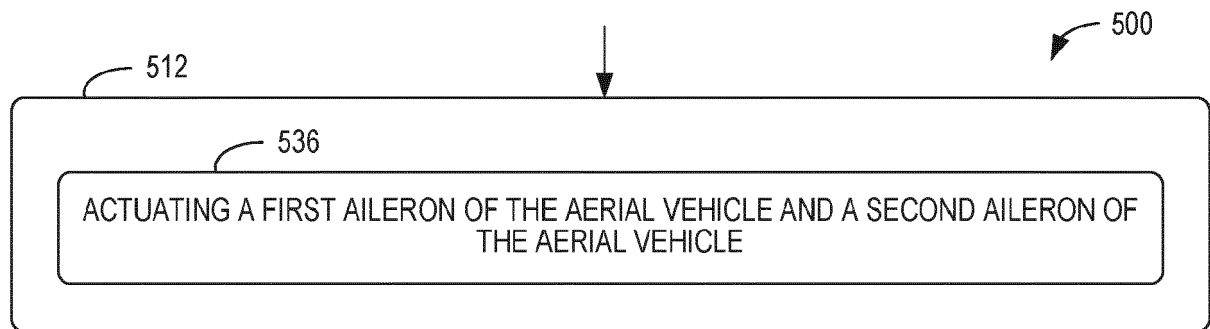 500
512
536
ACTUATING A FIRST AILERON OF THE AERIAL VEHICLE AND A SECOND AILERON OF
THE AERIAL VEHICLE